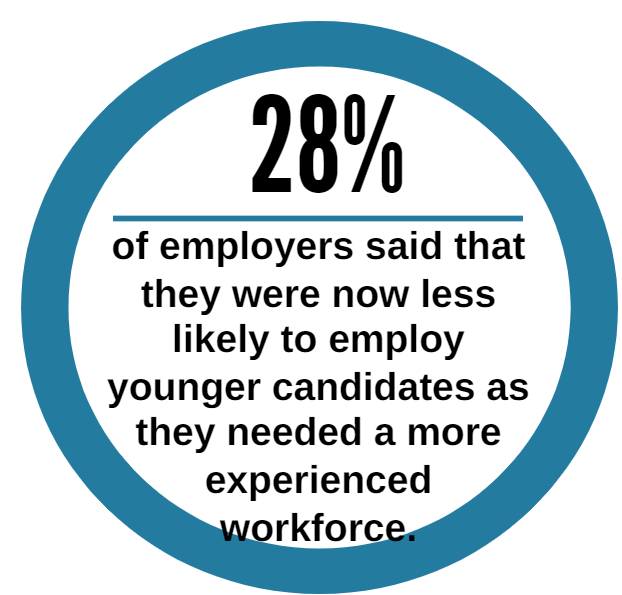 28%
of employers said that
they were now less
likely to employ
younger candidates as
they needed a more
experienced
workforce.